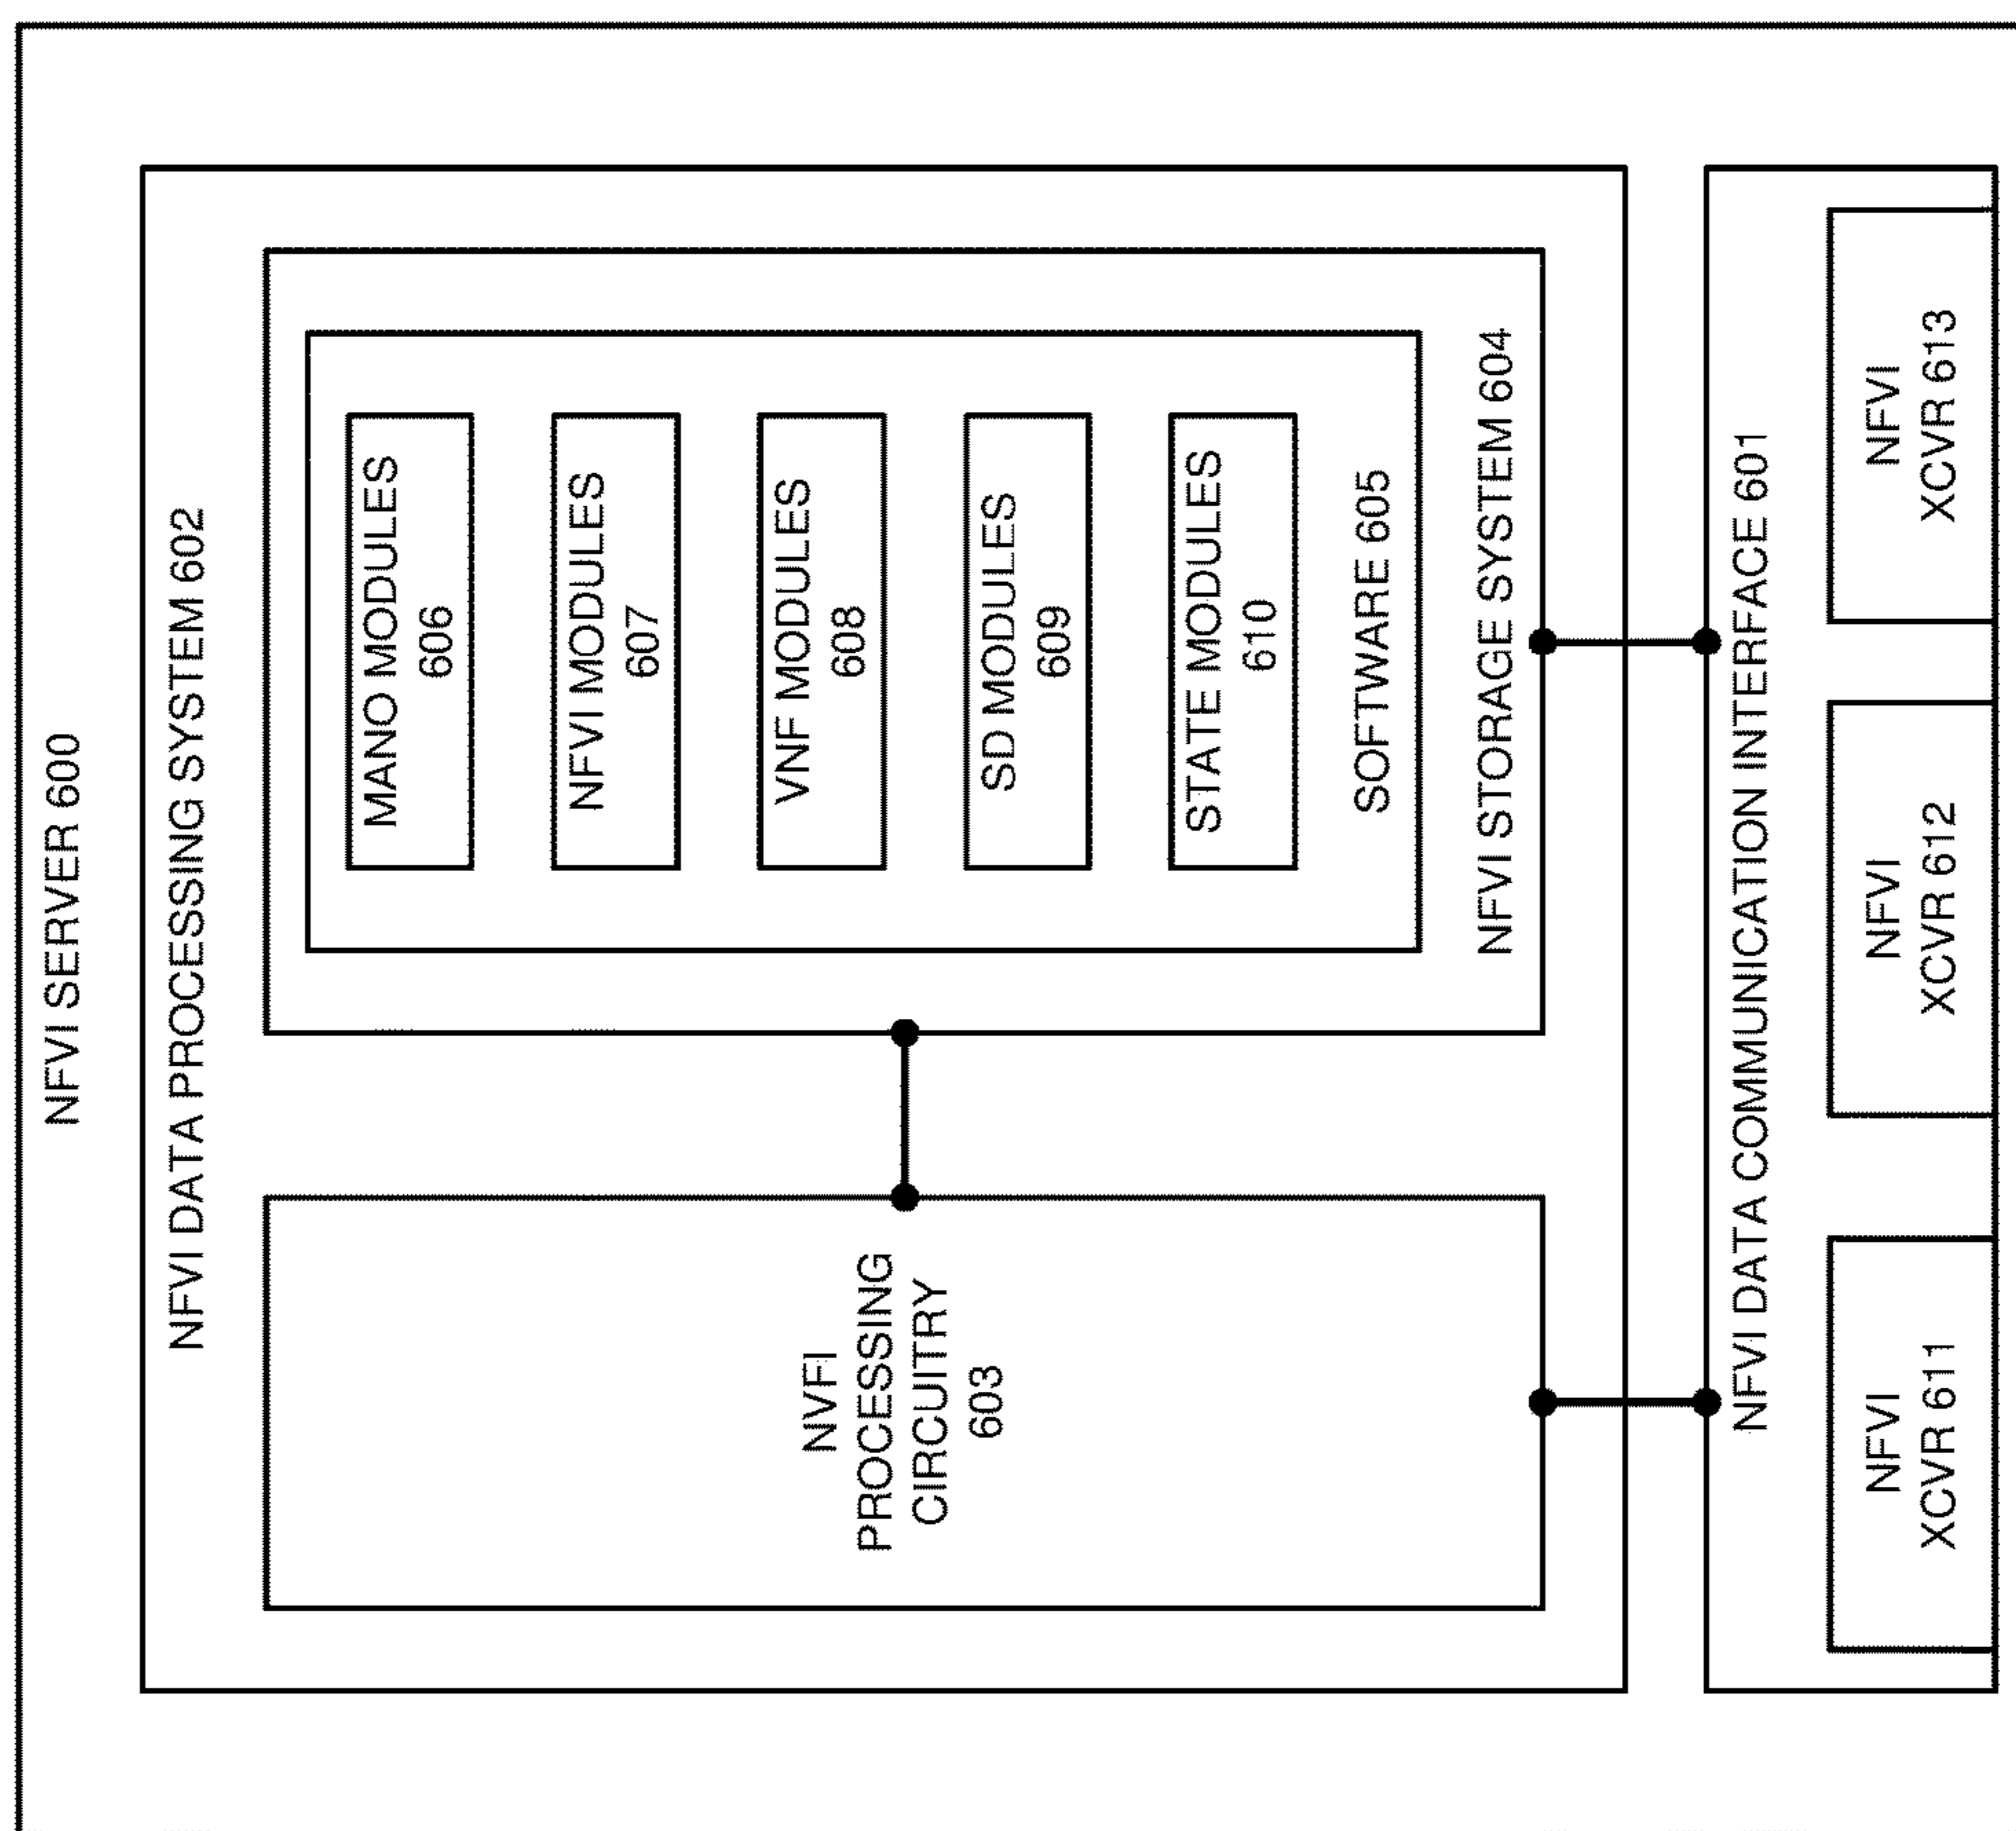 NFVI SERVER 600
NFVI DATA PROCESSING SYSTEM 602
NVFI
PROCESSING
CIRCUITRY
603
MANO MODULES
606
NFVI MODULES
607
VNF MODULES
608
SD MODULES
609
STATE MODULES
610
SOFTWARE 605
NFVI STORAGE SYSTEM 604
NFVI DATA COMMUNICATION INTERFACE 601
NFVI
XCVR 611
NFVI
XCVR 612
NFVI
XCVR 613